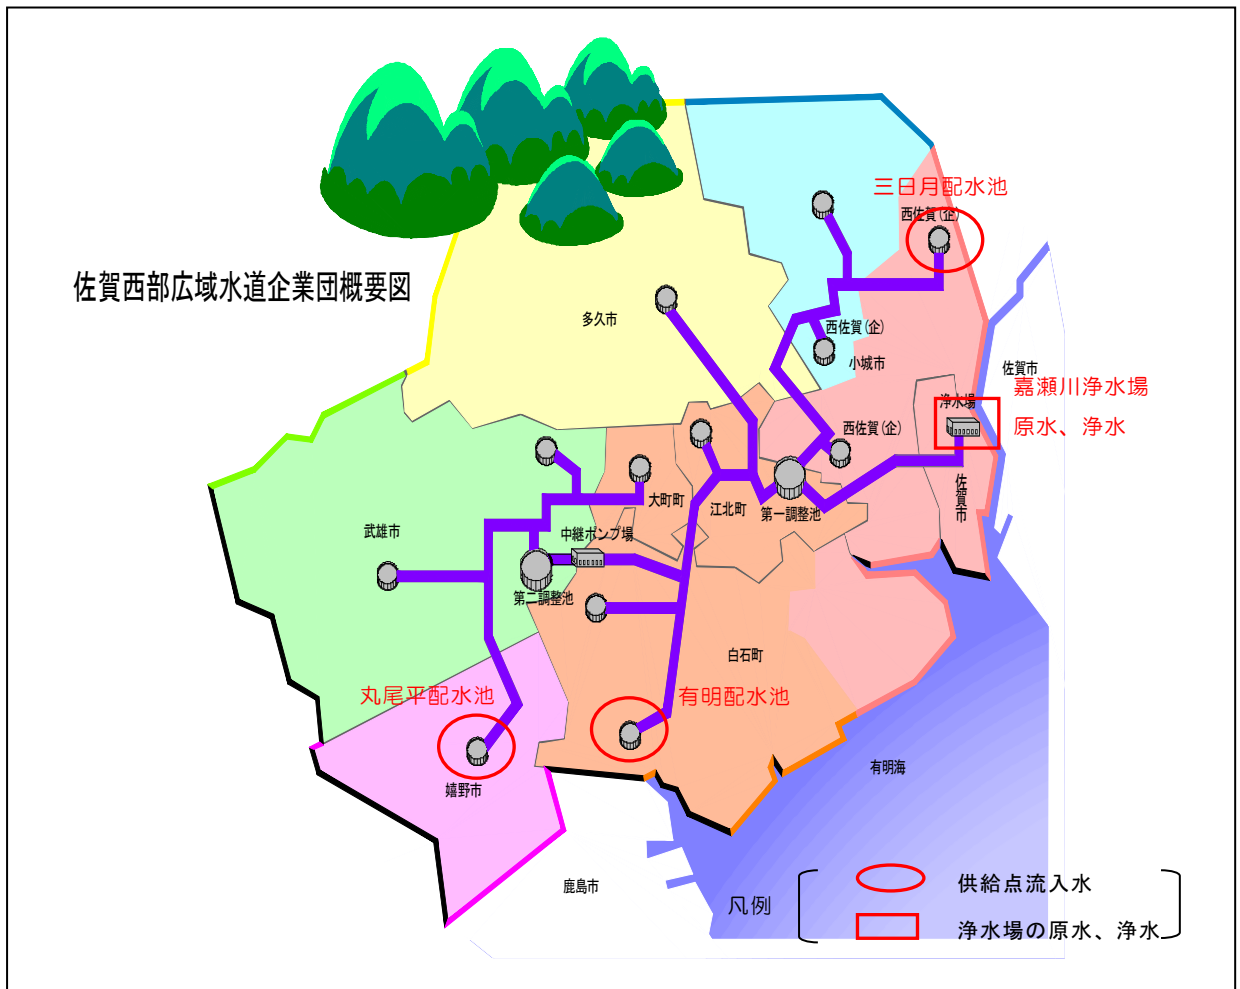 三日月配水池
西佐賀(企)
佐賀西部広域水道企業団概要図
多久市
西佐賀(企)
小城市
佐賀市
嘉瀬川浄水場
浄水場
原水、浄水
西佐賀(企)
佐賀市
大町町
江北町
第一調整池
武雄市
中継ポンプ場
第二調整池
白石町
丸尾平配水池
有明配水池
有明海
嬉野市
鹿島市
凡例
供給点流入水
浄水場の原水、浄水